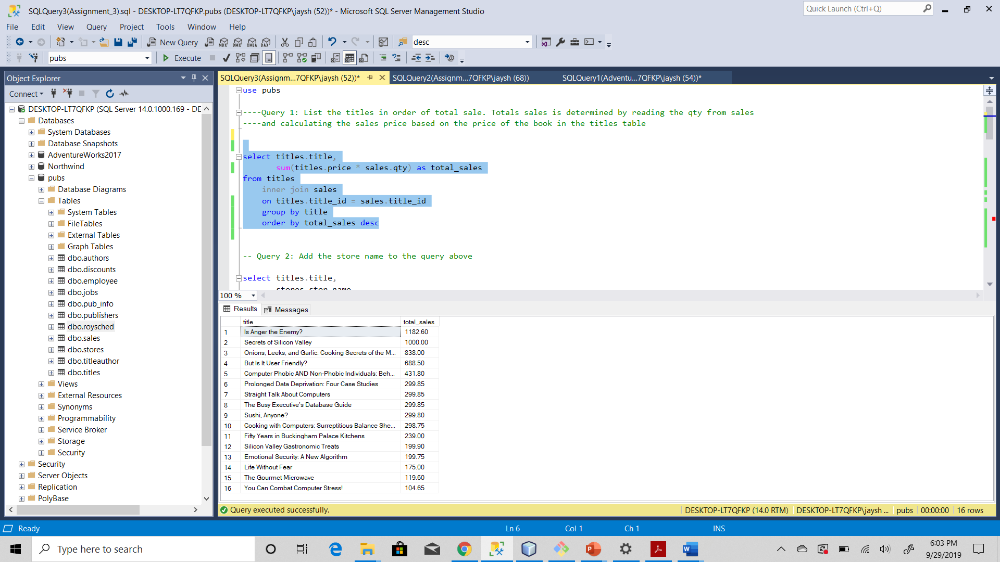 SQLQuery3(Assignment_3).sql - DESKTOP-LT7QFKP.pubs (DESKTOP-LT7QFKP\jaysh (52))* - Microsoft SQL Server Management Studio
Quick Launch (Ctrl+Q)
File Edit View Query Project Tools Window Help
New Query MDX DMX XMLA DAX desc
pubs Execute
Object Explorer
Connect
DESKTOP-LT7QFKP (SQL Server 14.0.1000.169 - DE
Databases
System Databases
Database Snapshots
AdventureWorks2017
Northwind
pubs
Database Diagrams
Tables
System Tables
FileTables
External Tables
Graph Tables
dbo.authors
dbo.discounts
dbo.employee
dbo.jobs
dbo.pub_info
dbo.publishers
dbo.roysched
dbo.sales
dbo.stores
dbo.titleauthor
dbo.titles
Views
External Resources
Synonyms
Programmability
Service Broker
Storage
Security
Security
Server Objects
Replication
PolyBase
SQLQuery3(Assignm...7QFKP\jaysh (52))* SQLQuery2(Assignm...7QFKP\jaysh (68)) SQLQuery1(Adventu...7QFKP\jaysh (54))*
use pubs
----Query 1: List the titles in order of total sale. Totals sales is determined by reading the qty from sales
----and calculating the sales price based on the price of the book in the titles table
select titles.title,
sum(titles.price * sales.qty) as total_sales
from titles
inner join sales
on titles.title_id = sales.title_id
group by title
order by total_sales desc
-- Query 2: Add the store name to the query above
select titles.title,
stores.stor_name
100 %
Results Messages
title total_sales
1 Is Anger the Enemy? 1182.60
2 Secrets of Silicon Valley 1000.00
3 Onions, Leeks, and Garlic: Cooking Secrets of the M... 838.00
4 But Is It User Friendly? 688.50
5 Computer Phobic AND Non-Phobic Individuals: Beh... 431.80
6 Prolonged Data Deprivation: Four Case Studies 299.85
7 Straight Talk About Computers 299.85
8 The Busy Executive's Database Guide 299.85
9 Sushi, Anyone? 299.80
10 Cooking with Computers: Surreptitious Balance She... 298.75
11 Fifty Years in Buckingham Palace Kitchens 239.00
12 Silicon Valley Gastronomic Treats 199.90
13 Emotional Security: A New Algorithm 199.75
14 Life Without Fear 175.00
15 The Gourmet Microwave 119.60
16 You Can Combat Computer Stress! 104.65
Query executed successfully. DESKTOP-LT7QFKP (14.0 RTM) DESKTOP-LT7QFKP\jaysh ... pubs 00:00:00 16 rows
Ready Ln 6 Col 1 Ch 1 INS
Type here to search
6:03 PM
9/29/2019